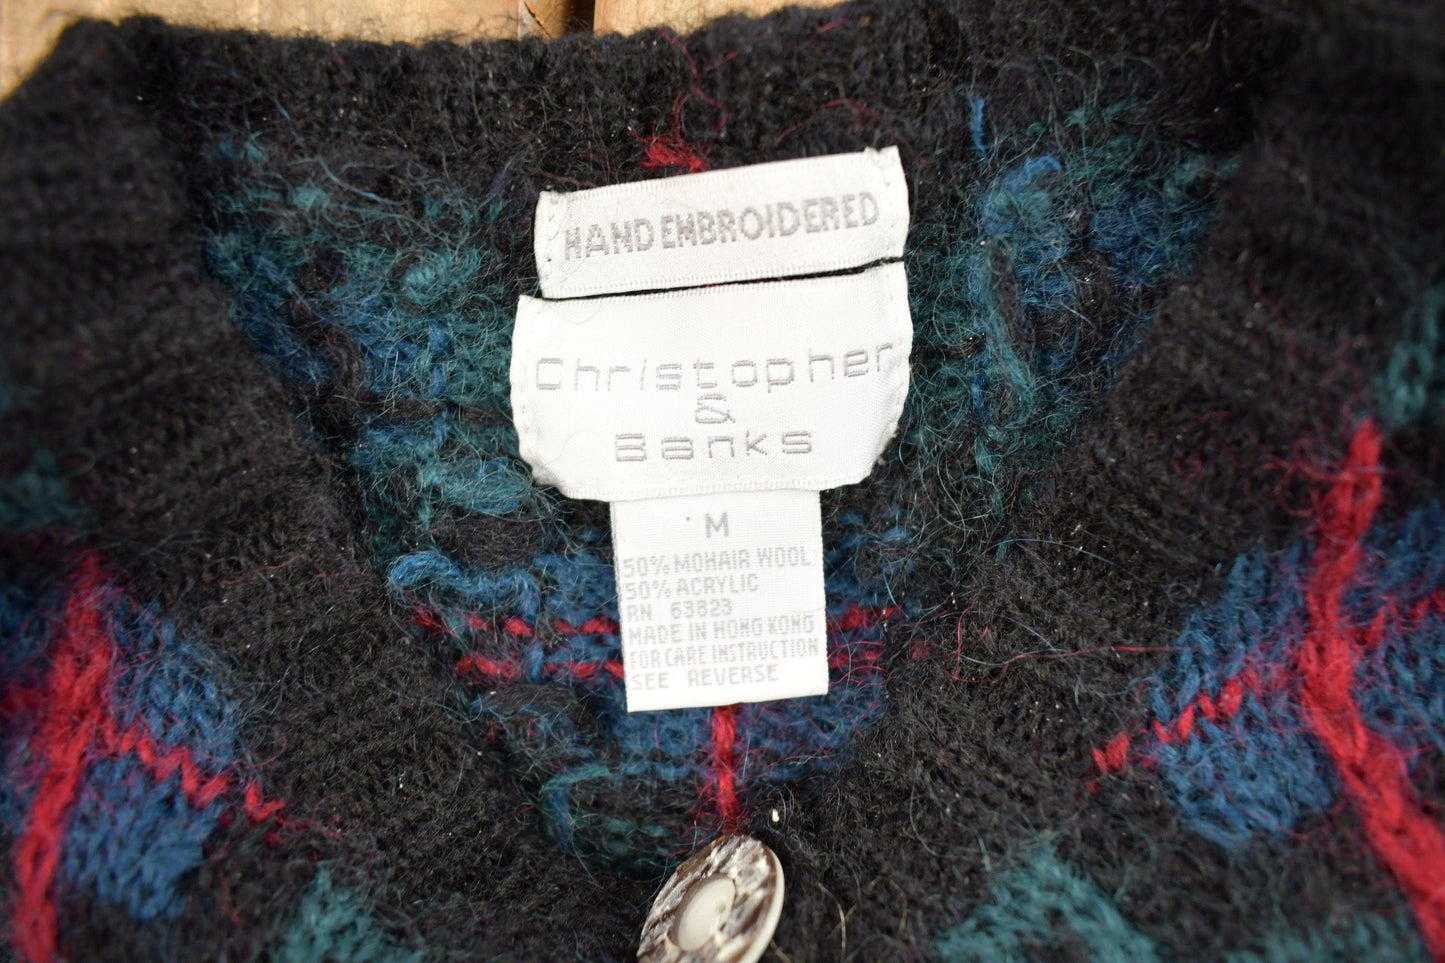 HAND EMBROIDERED
Christopher
&
Banks
M
50% MOHAIR WOOL
50% ACRYLIC
RN 63823
MADE IN HONG KONG
FOR CARE INSTRUCTION
SEE REVERSE